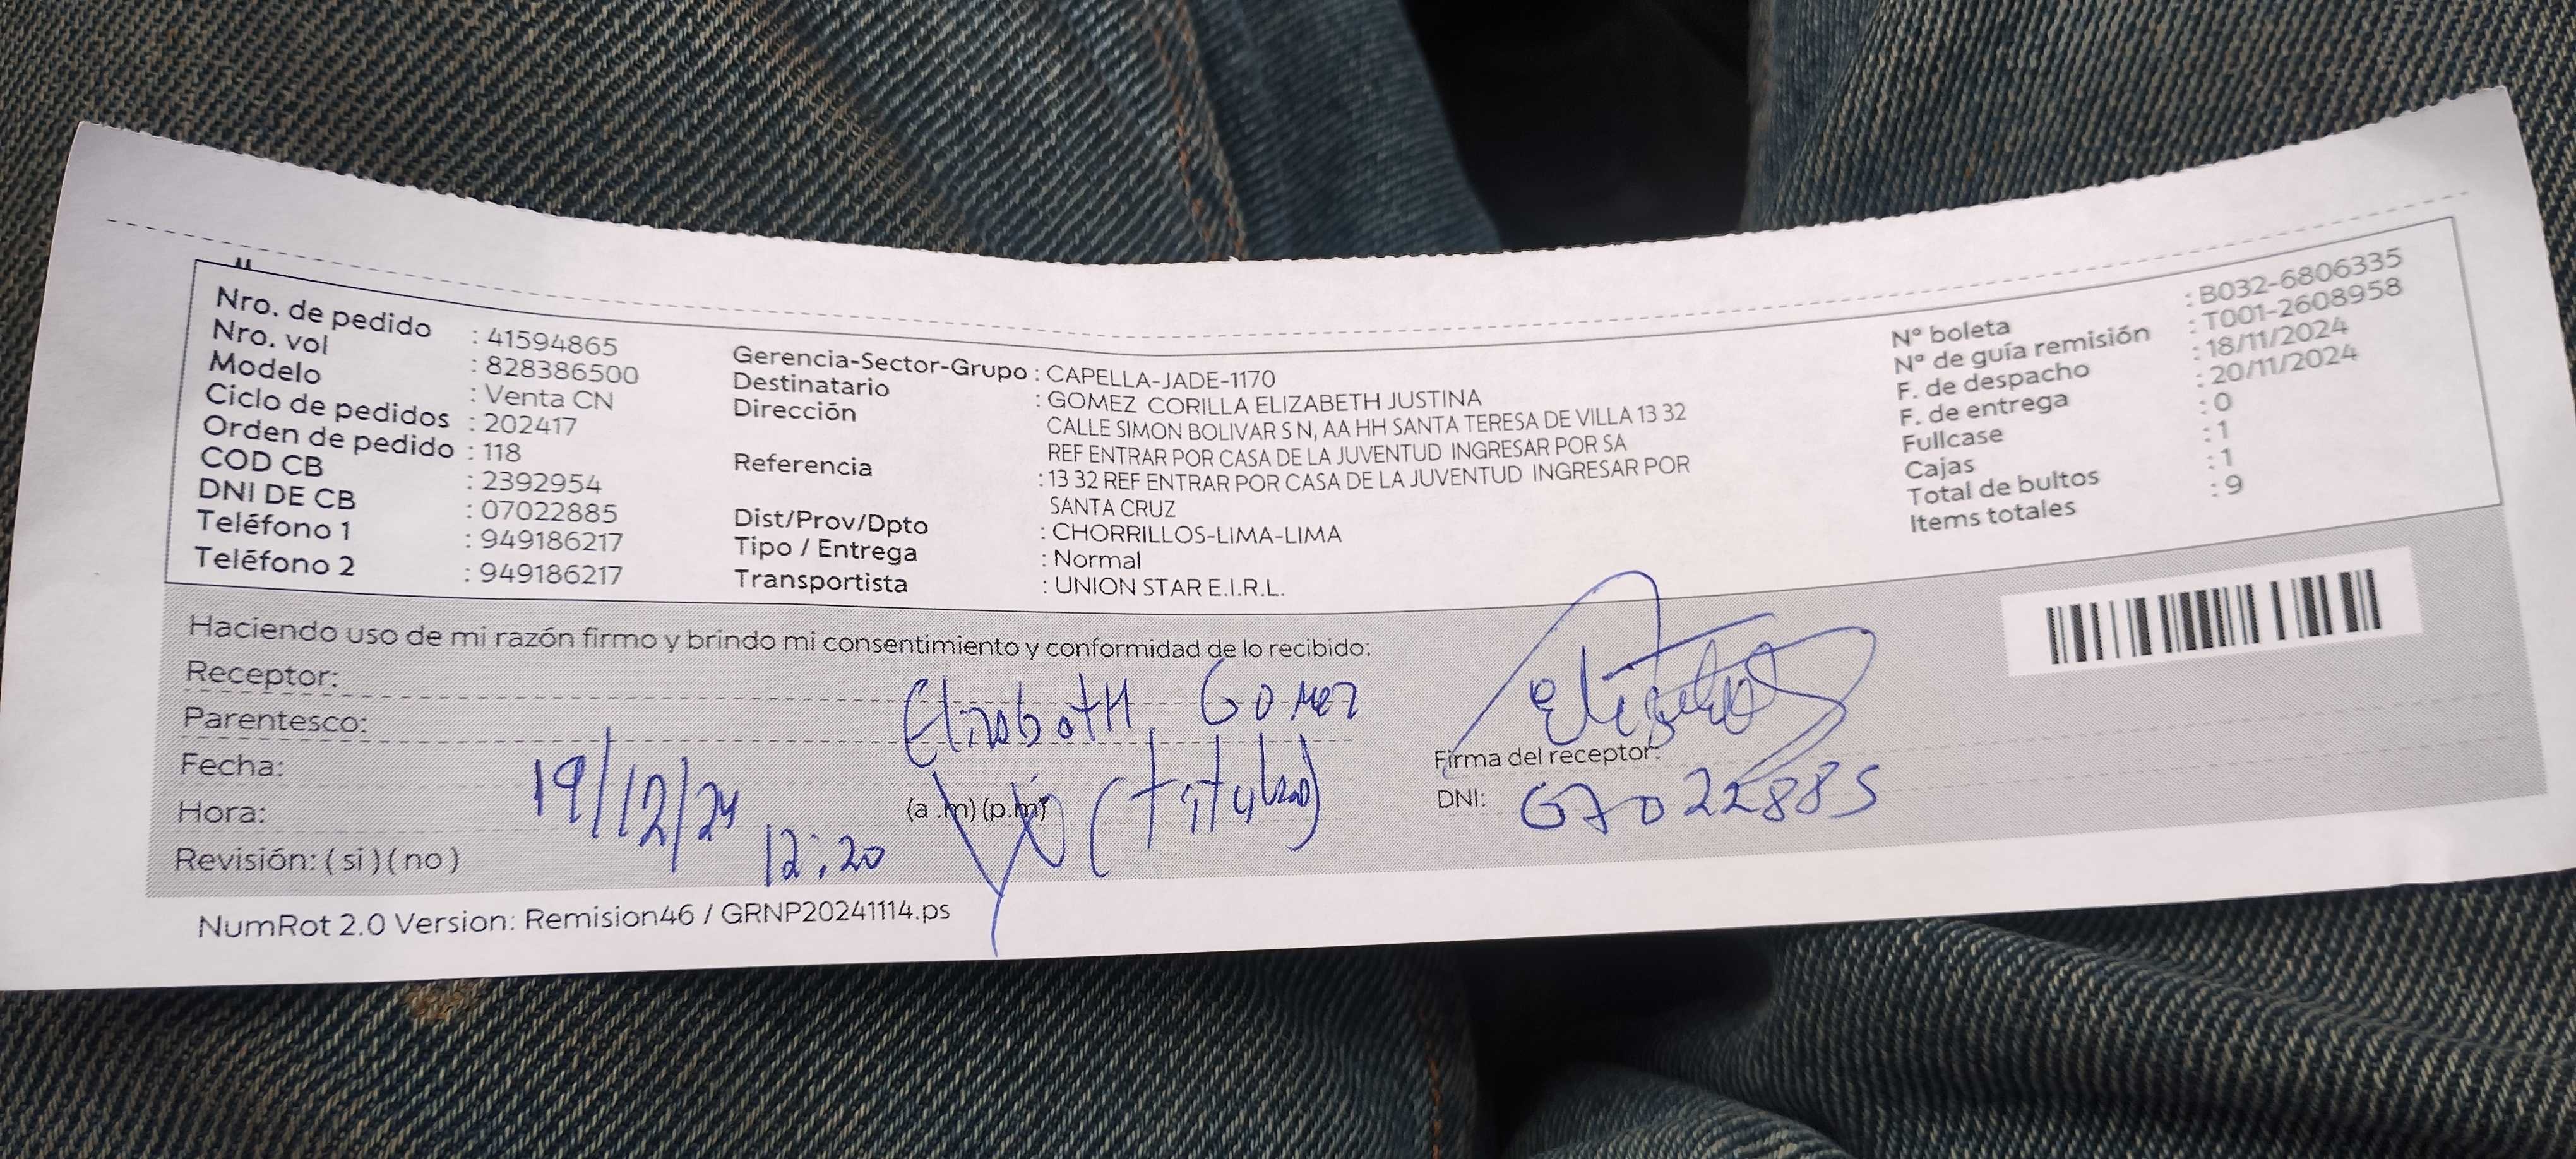 Nro. de pedido : 41594865
Nro. vol : 828386500
Modelo : Venta CN
Ciclo de pedidos : 202417
Orden de pedido : 118
COD CB : 2392954
DNI DE CB : 07022885
Teléfono 1 : 949186217
Teléfono 2 : 949186217
Gerencia-Sector-Grupo : CAPELLA-JADE-1170
Destinatario : GOMEZ CORILLA ELIZABETH JUSTINA
Dirección CALLE SIMON BOLIVAR S N, AA HH SANTA TERESA DE VILLA 13 32
REF ENTRAR POR CASA DE LA JUVENTUD INGRESAR POR SA
Referencia : 13 32 REF ENTRAR POR CASA DE LA JUVENTUD INGRESAR POR
SANTA CRUZ
Dist/Prov/Dpto : CHORRILLOS-LIMA-LIMA
Tipo / Entrega : Normal
Transportista : UNION STAR E.I.R.L.
N° boleta : B032-6806335
N° de guía remisión : T001-2608958
F. de despacho : 18/11/2024
F. de entrega : 20/11/2024
Fullcase : 0
Cajas : 1
Total de bultos : 1
Items totales : 9
Haciendo uso de mi razón firmo y brindo mi consentimiento y conformidad de lo recibido:
Receptor: Elizabeth Gomez
Parentesco: Yo (titular)
Fecha: 19/12/24
Hora: 12:20 (a.m) (p.m)
Revisión: (si) (no)
Firma del receptor:
DNI: 07022885
NumRot 2.0 Version: Remision46 / GRNP20241114.ps